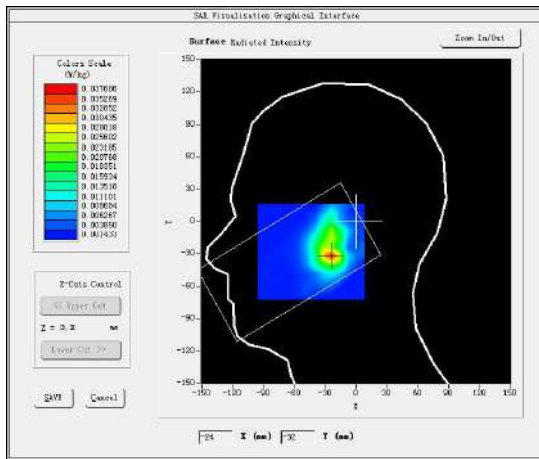 SAR Visualisation Graphical Interface
Surface Radiated Intensity
Zoom In/Out
Colors Scale
(W/kg)
0.037686
0.035269
0.032852
0.030435
0.028018
0.025602
0.023185
0.020768
0.018351
0.015934
0.013518
0.011101
0.008684
0.006267
0.003850
0.001433
150
120
90
60
30
0
-30
-60
-90
-120
-150
Y
-150 -120 -90 -60 -30 0 30 60 90 120 150
X
Z-Cuts Control
<< Upper Cut
Lower Cut >>
SAVE
Cancel
-24 X (mm) -32 Y (mm)